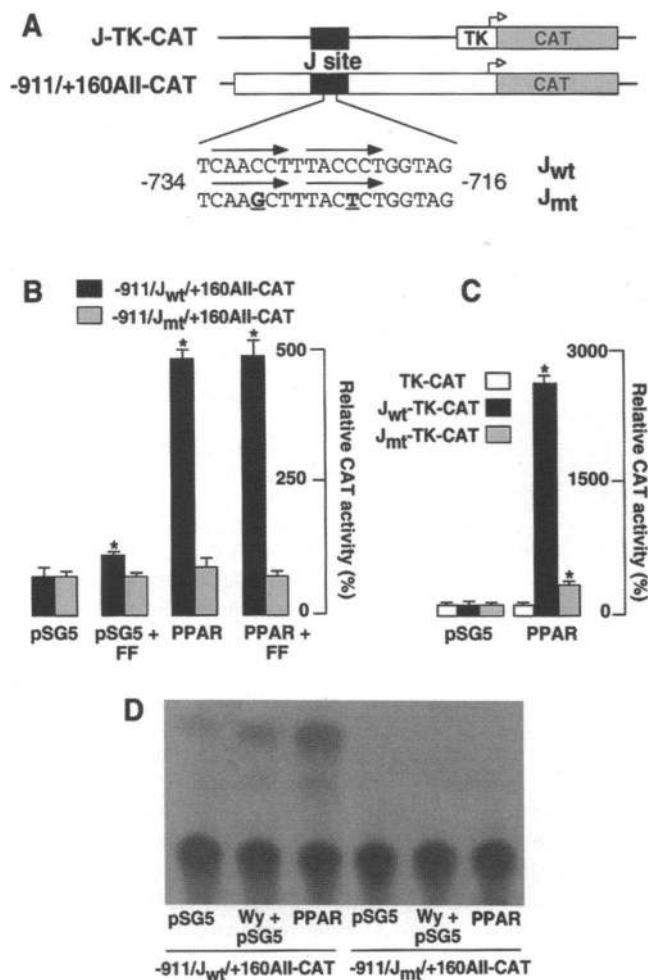 A
J-TK-CAT
TK
CAT
J site
-911/+160AII-CAT
CAT
TCAACCTTTACCCTGGTAG
Jwt
-734
-716
TCAAGCTTTACTCTGGTAG
Jmt
B
-911/Jwt/+160AII-CAT
-911/Jmt/+160AII-CAT
*
*
*
500
250
0
Relative CAT activity (%)
pSG5
pSG5 + FF
PPAR
PPAR + FF
C
TK-CAT
Jwt-TK-CAT
Jmt-TK-CAT
*
*
3000
1500
0
Relative CAT activity (%)
pSG5
PPAR
D
pSG5
Wy + pSG5
PPAR
pSG5
Wy + pSG5
PPAR
-911/Jwt/+160AII-CAT
-911/Jmt/+160AII-CAT